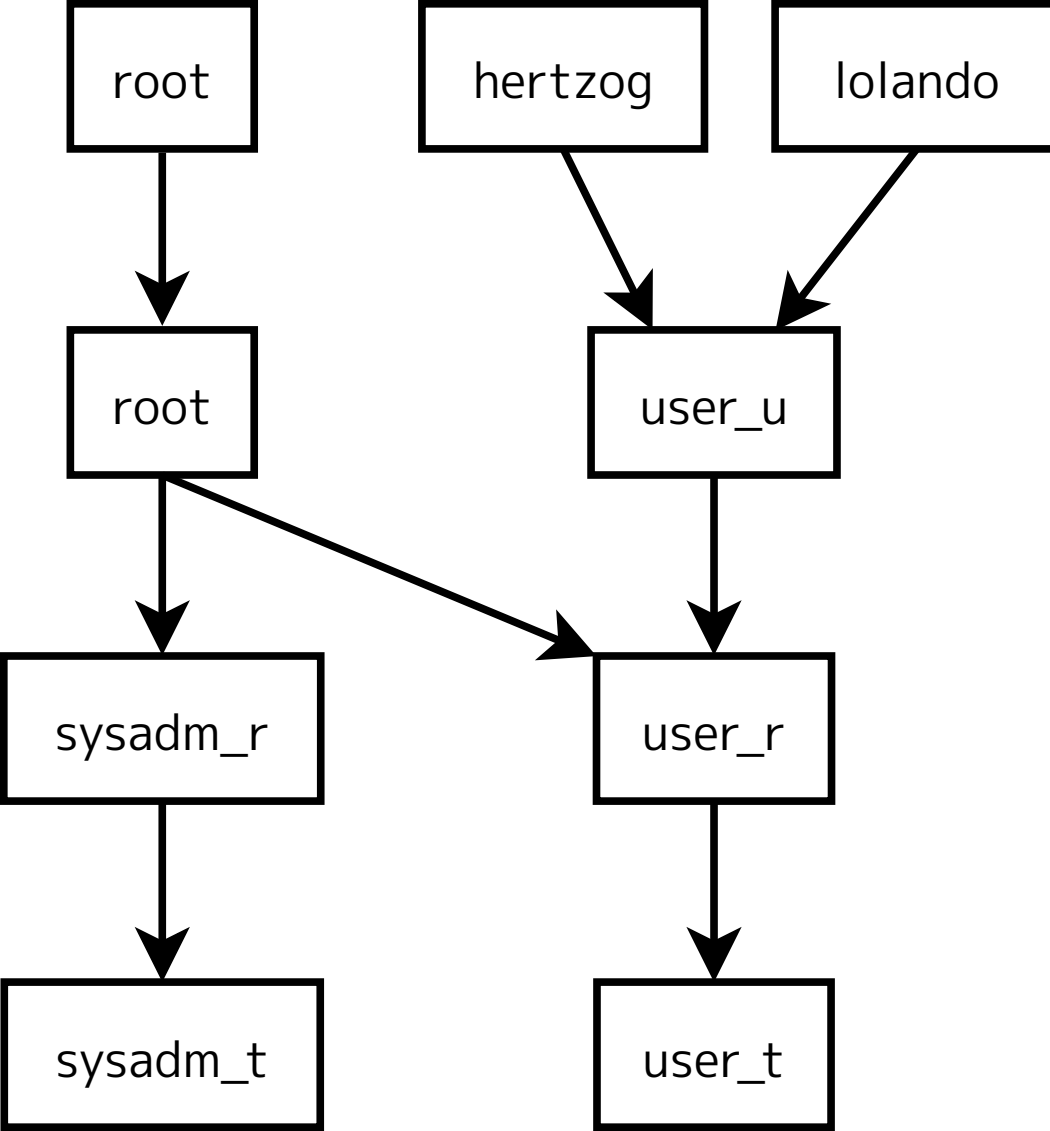 root
hertzog
lolando
root
user_u
sysadm_r
user_r
sysadm_t
user_t